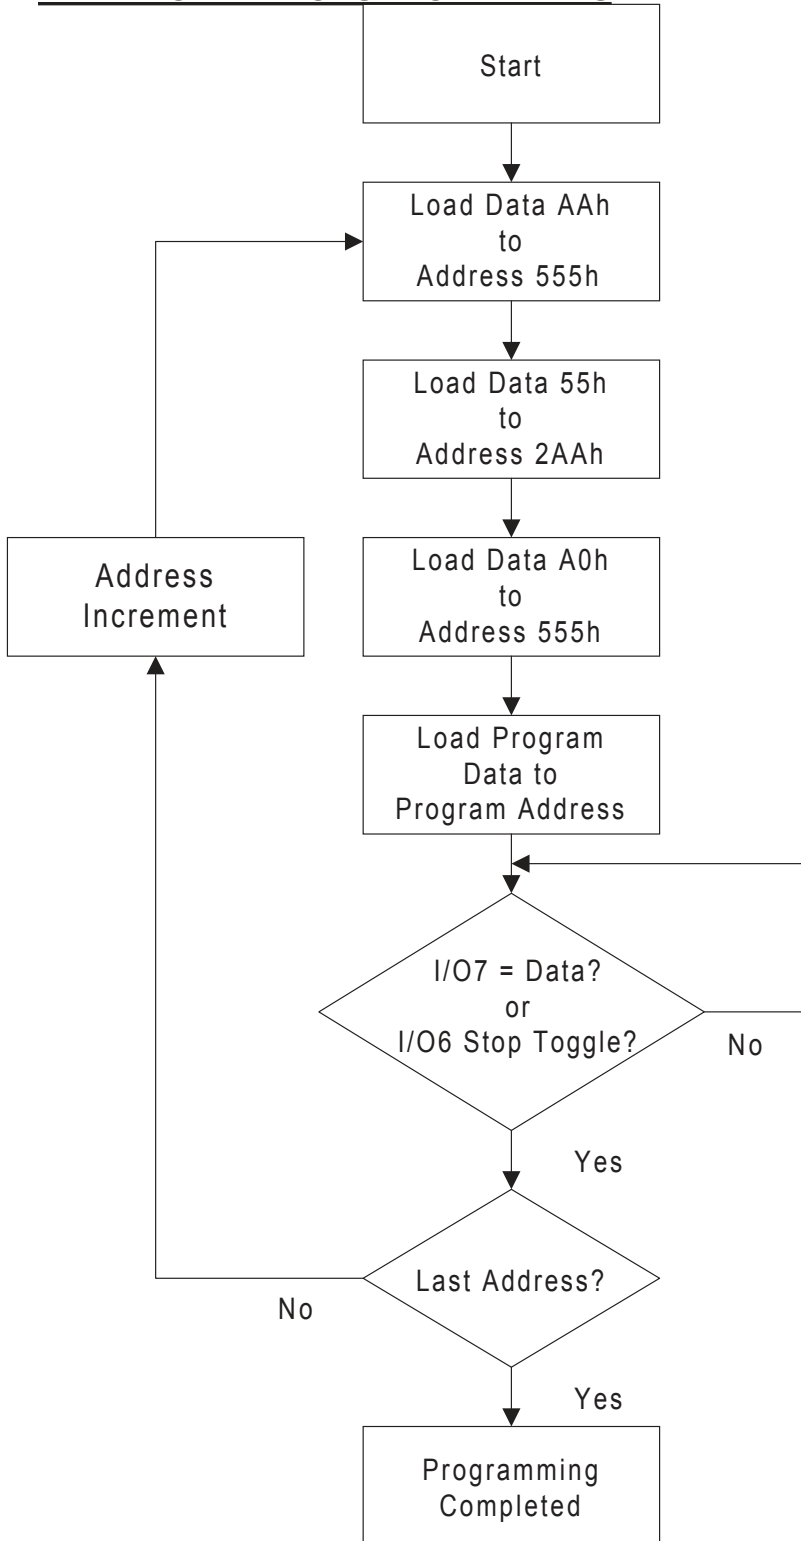 Start
Load Data AAh
to
Address 555h
Load Data 55h
to
Address 2AAh
Address
Increment
Load Data A0h
to
Address 555h
Load Program
Data to
Program Address
I/O7 = Data?
or
I/O6 Stop Toggle?
No
Yes
Last Address?
No
Yes
Programming
Completed